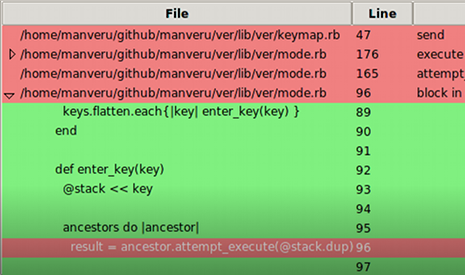 File Line
/home/manveru/github/manveru/ver/lib/ver/keymap.rb 47 send
/home/manveru/github/manveru/ver/lib/ver/mode.rb 176 execute
/home/manveru/github/manveru/ver/lib/ver/mode.rb 165 attempt_
/home/manveru/github/manveru/ver/lib/ver/mode.rb 96 block in
keys.flatten.each{|key| enter_key(key) } 89
end 90
91
def enter_key(key) 92
@stack << key 93
94
ancestors do |ancestor| 95
result = ancestor.attempt_execute(@stack.dup) 96
97